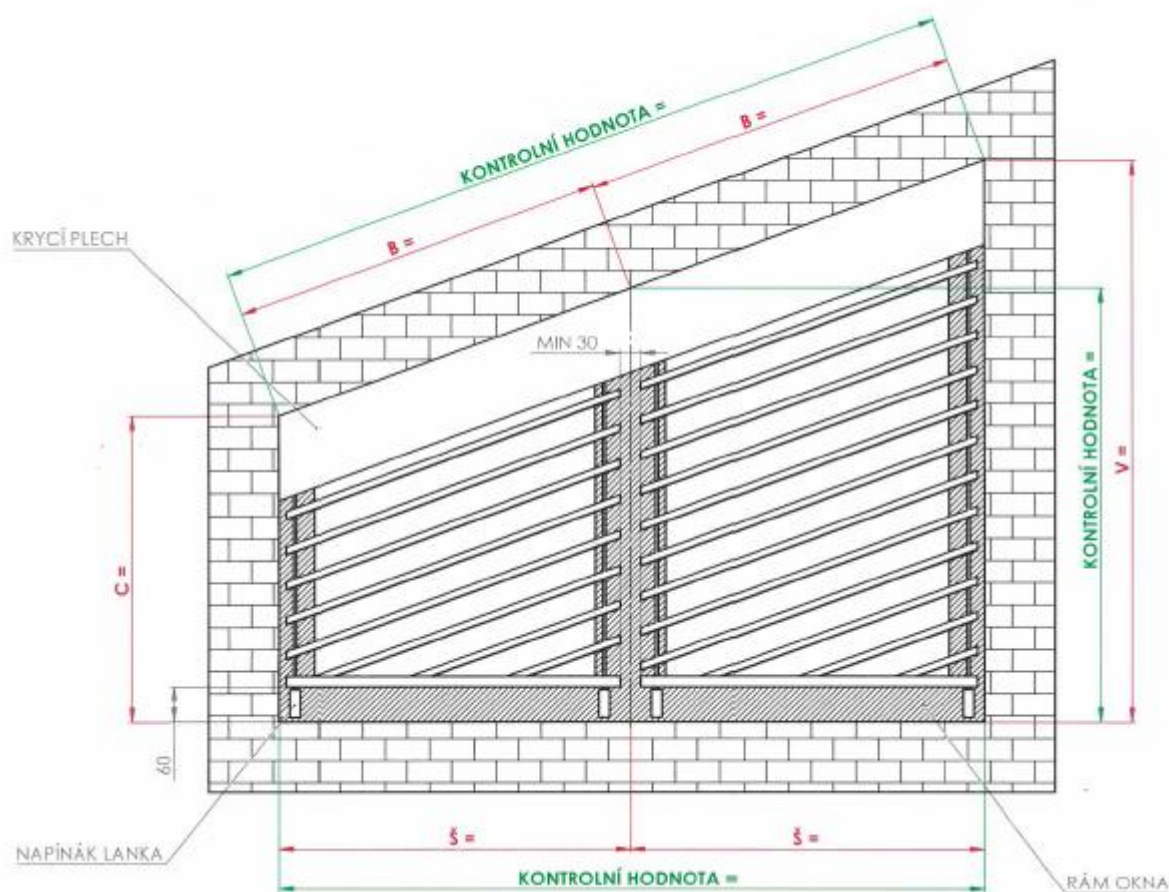 KONTROLNÍ HODNOTA =
B =
B =
KRYCÍ PLECH
MIN 30
KONTROLNÍ HODNOTA =
V =
C =
60
Š =
Š =
NAPÍNÁK LANKA
KONTROLNÍ HODNOTA =
RÁM OKNA